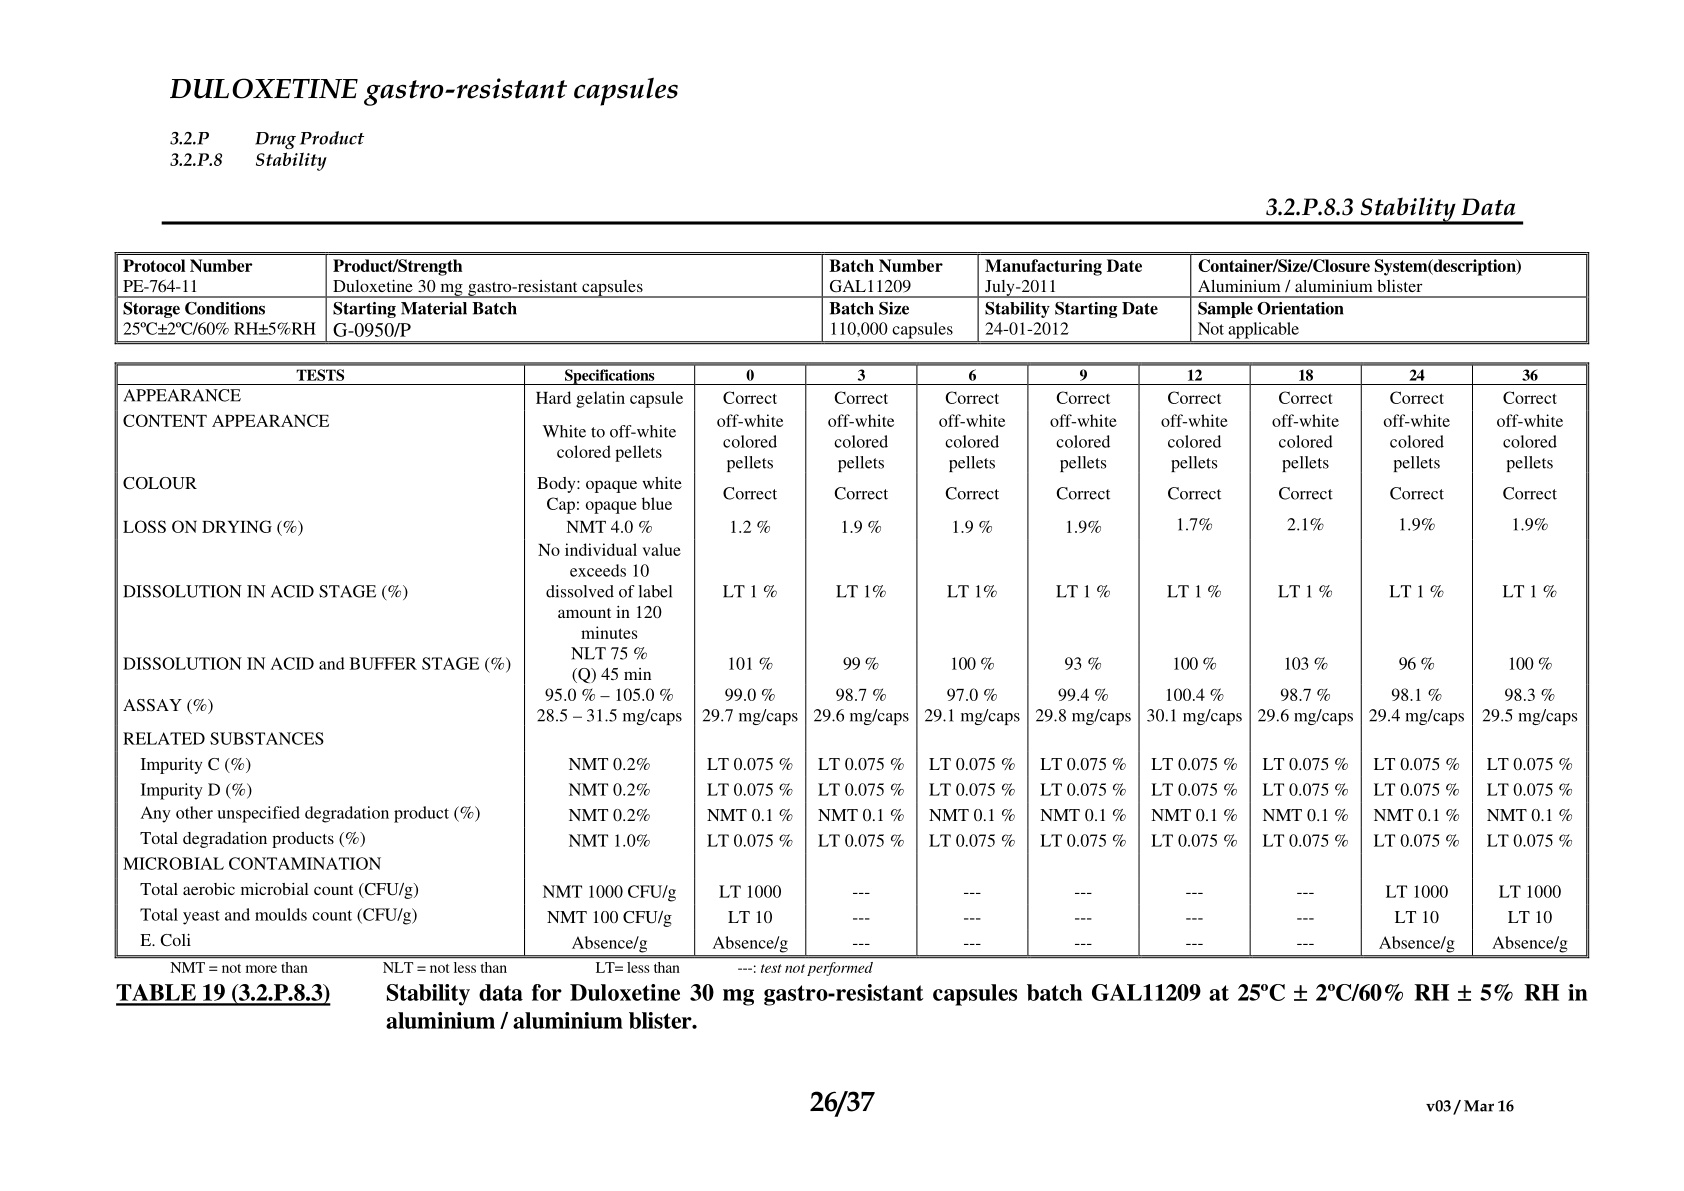 DULOXETINE gastro-resistant capsules
3.2.P Drug Product
3.2.P.8 Stability
3.2.P.8.3 Stability Data
Protocol Number Product/Strength Batch Number Manufacturing Date Container/Size/Closure System(description)
PE-764-11 Duloxetine 30 mg gastro-resistant capsules GAL11209 July-2011 Aluminium / aluminium blister
Storage Conditions Starting Material Batch Batch Size Stability Starting Date Sample Orientation
25ºC±2ºC/60% RH±5%RH G-0950/P 110,000 capsules 24-01-2012 Not applicable
TESTS Specifications 0 3 6 9 12 18 24 36
APPEARANCE Hard gelatin capsule Correct Correct Correct Correct Correct Correct Correct Correct
CONTENT APPEARANCE off-white off-white off-white off-white off-white off-white off-white off-white
White to off-white colored colored colored colored colored colored colored colored
colored pellets pellets pellets pellets pellets pellets pellets pellets pellets
COLOUR Body: opaque white
Correct Correct Correct Correct Correct Correct Correct Correct
Cap: opaque blue
LOSS ON DRYING (%) NMT 4.0 % 1.2 % 1.9 % 1.9 % 1.9% 1.7% 2.1% 1.9% 1.9%
No individual value
exceeds 10
DISSOLUTION IN ACID STAGE (%) dissolved of label LT 1 % LT 1% LT 1% LT 1 % LT 1 % LT 1 % LT 1 % LT 1 %
amount in 120
minutes
NLT 75 %
DISSOLUTION IN ACID and BUFFER STAGE (%) 101 % 99 % 100 % 93 % 100 % 103 % 96 % 100 %
(Q) 45 min
95.0 % – 105.0 % 99.0 % 98.7 % 97.0 % 99.4 % 100.4 % 98.7 % 98.1 % 98.3 %
ASSAY (%)
28.5 – 31.5 mg/caps 29.7 mg/caps 29.6 mg/caps 29.1 mg/caps 29.8 mg/caps 30.1 mg/caps 29.6 mg/caps 29.4 mg/caps 29.5 mg/caps
RELATED SUBSTANCES
Impurity C (%) NMT 0.2% LT 0.075 % LT 0.075 % LT 0.075 % LT 0.075 % LT 0.075 % LT 0.075 % LT 0.075 % LT 0.075 %
Impurity D (%) NMT 0.2% LT 0.075 % LT 0.075 % LT 0.075 % LT 0.075 % LT 0.075 % LT 0.075 % LT 0.075 % LT 0.075 %
Any other unspecified degradation product (%) NMT 0.2% NMT 0.1 % NMT 0.1 % NMT 0.1 % NMT 0.1 % NMT 0.1 % NMT 0.1 % NMT 0.1 % NMT 0.1 %
Total degradation products (%) NMT 1.0% LT 0.075 % LT 0.075 % LT 0.075 % LT 0.075 % LT 0.075 % LT 0.075 % LT 0.075 % LT 0.075 %
MICROBIAL CONTAMINATION
Total aerobic microbial count (CFU/g) NMT 1000 CFU/g LT 1000 --- --- --- --- --- LT 1000 LT 1000
Total yeast and moulds count (CFU/g) NMT 100 CFU/g LT 10 --- --- --- --- --- LT 10 LT 10
E. Coli Absence/g Absence/g --- --- --- --- --- Absence/g Absence/g
NMT = not more than NLT = not less than LT= less than ---: test not performed
TABLE 19 (3.2.P.8.3) Stability data for Duloxetine 30 mg gastro-resistant capsules batch GAL11209 at 25ºC ± 2ºC/60% RH ± 5% RH in
aluminium / aluminium blister.
26/37
v03 / Mar 16